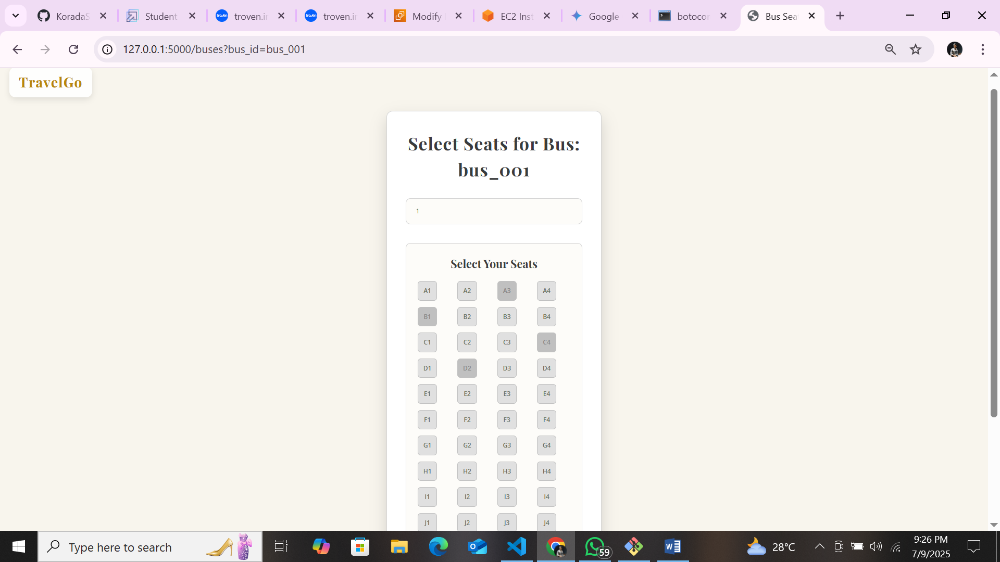 KoradaS
Student
troven.in
troven.in
Modify
EC2 Inst
Google
botocor
Bus Sea
127.0.0.1:5000/buses?bus_id=bus_001
TravelGo
Select Seats for Bus:
bus_001
1
Select Your Seats
A1 A2 A3 A4
B1 B2 B3 B4
C1 C2 C3 C4
D1 D2 D3 D4
E1 E2 E3 E4
F1 F2 F3 F4
G1 G2 G3 G4
H1 H2 H3 H4
I1 I2 I3 I4
J1 J2 J3 J4
Type here to search
59
28°C
9:26 PM
7/9/2025